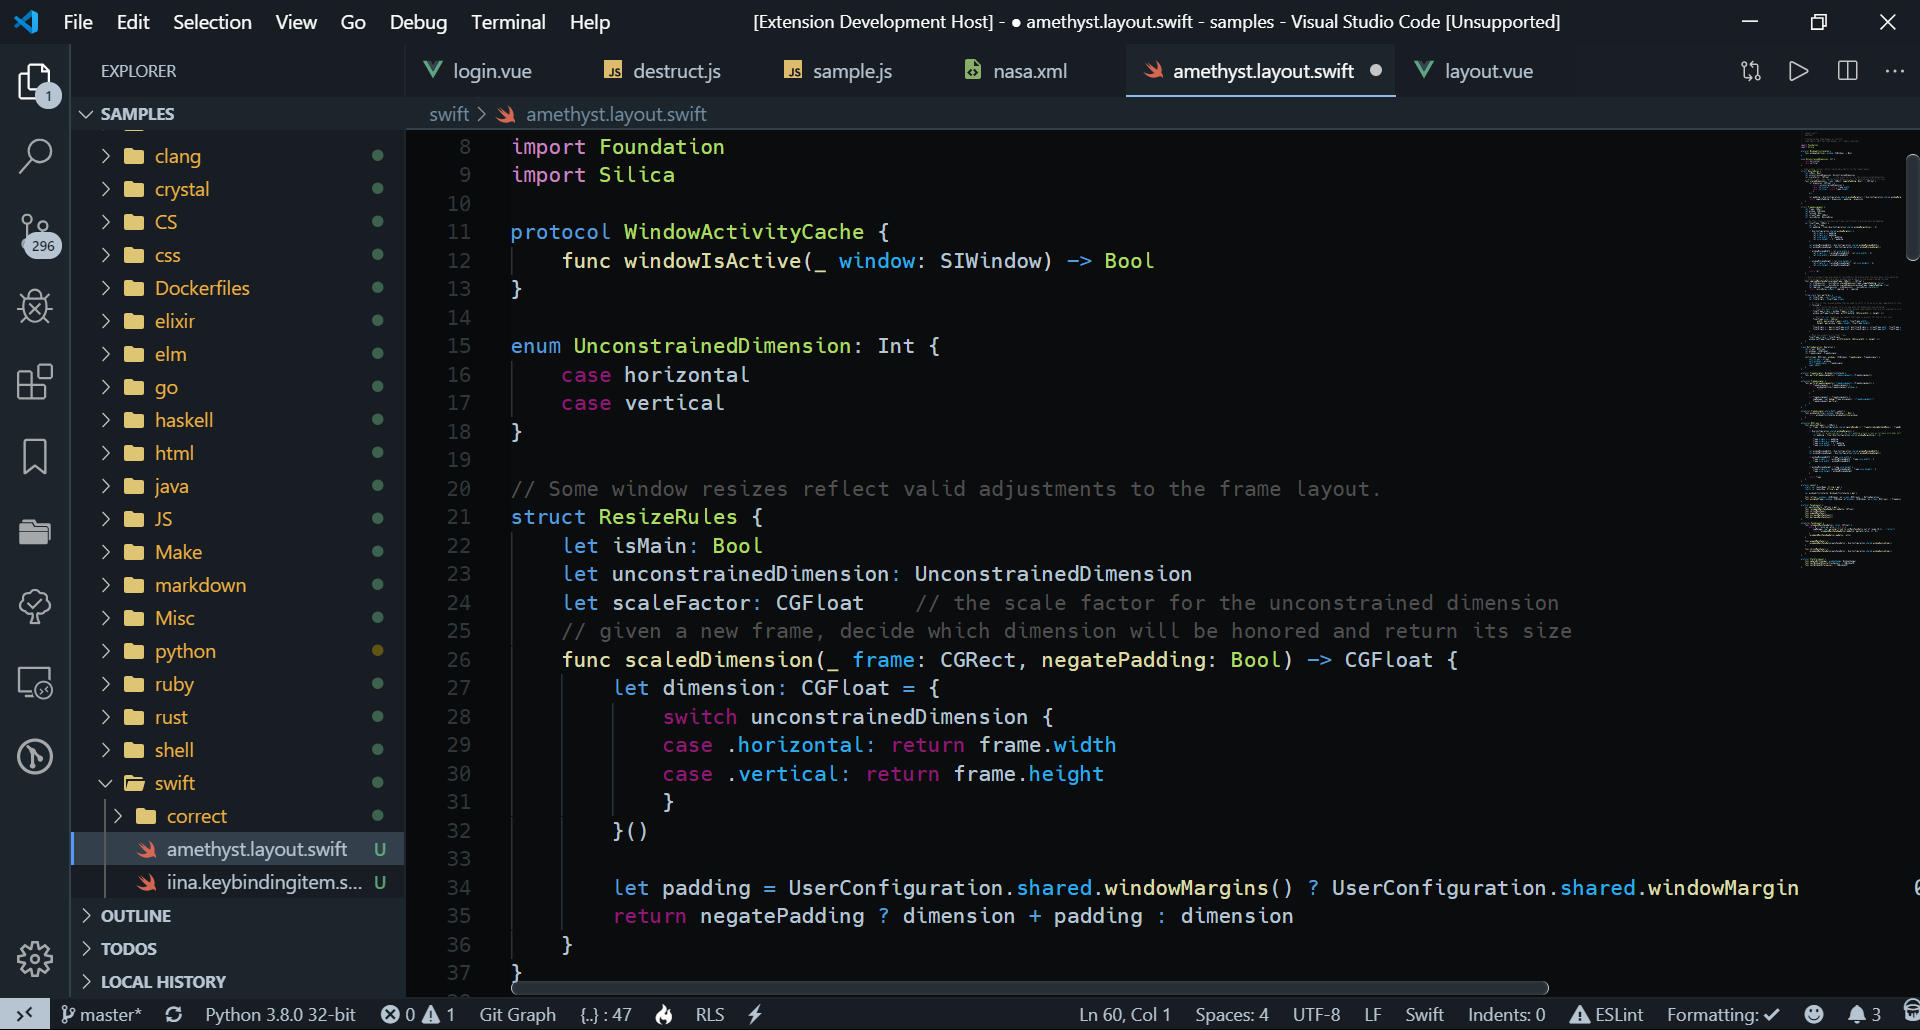 File Edit Selection View Go Debug Terminal Help [Extension Development Host] - ● amethyst.layout.swift - samples - Visual Studio Code [Unsupported]
EXPLORER
login.vue
JS destruct.js
JS sample.js
nasa.xml
amethyst.layout.swift ●
layout.vue
1
SAMPLES
swift > amethyst.layout.swift
clang
crystal
CS
296
css
Dockerfiles
elixir
elm
go
haskell
html
java
JS
Make
markdown
Misc
python
ruby
rust
shell
swift
correct
amethyst.layout.swift U
iina.keybindingitem.s... U
OUTLINE
TODOS
LOCAL HISTORY
8 import Foundation
9 import Silica
10
11 protocol WindowActivityCache {
12     func windowIsActive(_ window: SIWindow) -> Bool
13 }
14
15 enum UnconstrainedDimension: Int {
16     case horizontal
17     case vertical
18 }
19
20 // Some window resizes reflect valid adjustments to the frame layout.
21 struct ResizeRules {
22     let isMain: Bool
23     let unconstrainedDimension: UnconstrainedDimension
24     let scaleFactor: CGFloat    // the scale factor for the unconstrained dimension
25     // given a new frame, decide which dimension will be honored and return its size
26     func scaledDimension(_ frame: CGRect, negatePadding: Bool) -> CGFloat {
27         let dimension: CGFloat = {
28             switch unconstrainedDimension {
29             case .horizontal: return frame.width
30             case .vertical: return frame.height
31             }
32         }()
33
34         let padding = UserConfiguration.shared.windowMargins() ? UserConfiguration.shared.windowMargin
35         return negatePadding ? dimension + padding : dimension
36     }
37 }
master* Python 3.8.0 32-bit 0 1 Git Graph {..} : 47 RLS Ln 60, Col 1 Spaces: 4 UTF-8 LF Swift Indents: 0 ESLint Formatting: ✓ 3